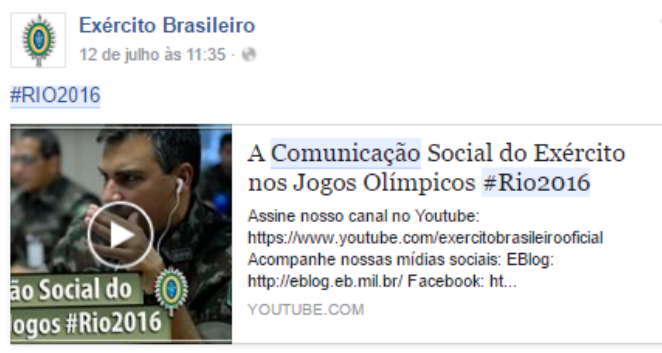 Exército Brasileiro
12 de julho às 11:35 ·
#RIO2016
A Comunicação Social do Exército
nos Jogos Olímpicos #Rio2016
Assine nosso canal no Youtube:
https://www.youtube.com/exercitobrasileirooficial
Acompanhe nossas mídias sociais: EBlog:
http://eblog.eb.mil.br/ Facebook: ht...
YOUTUBE.COM
ão Social do
ogos #Rio2016